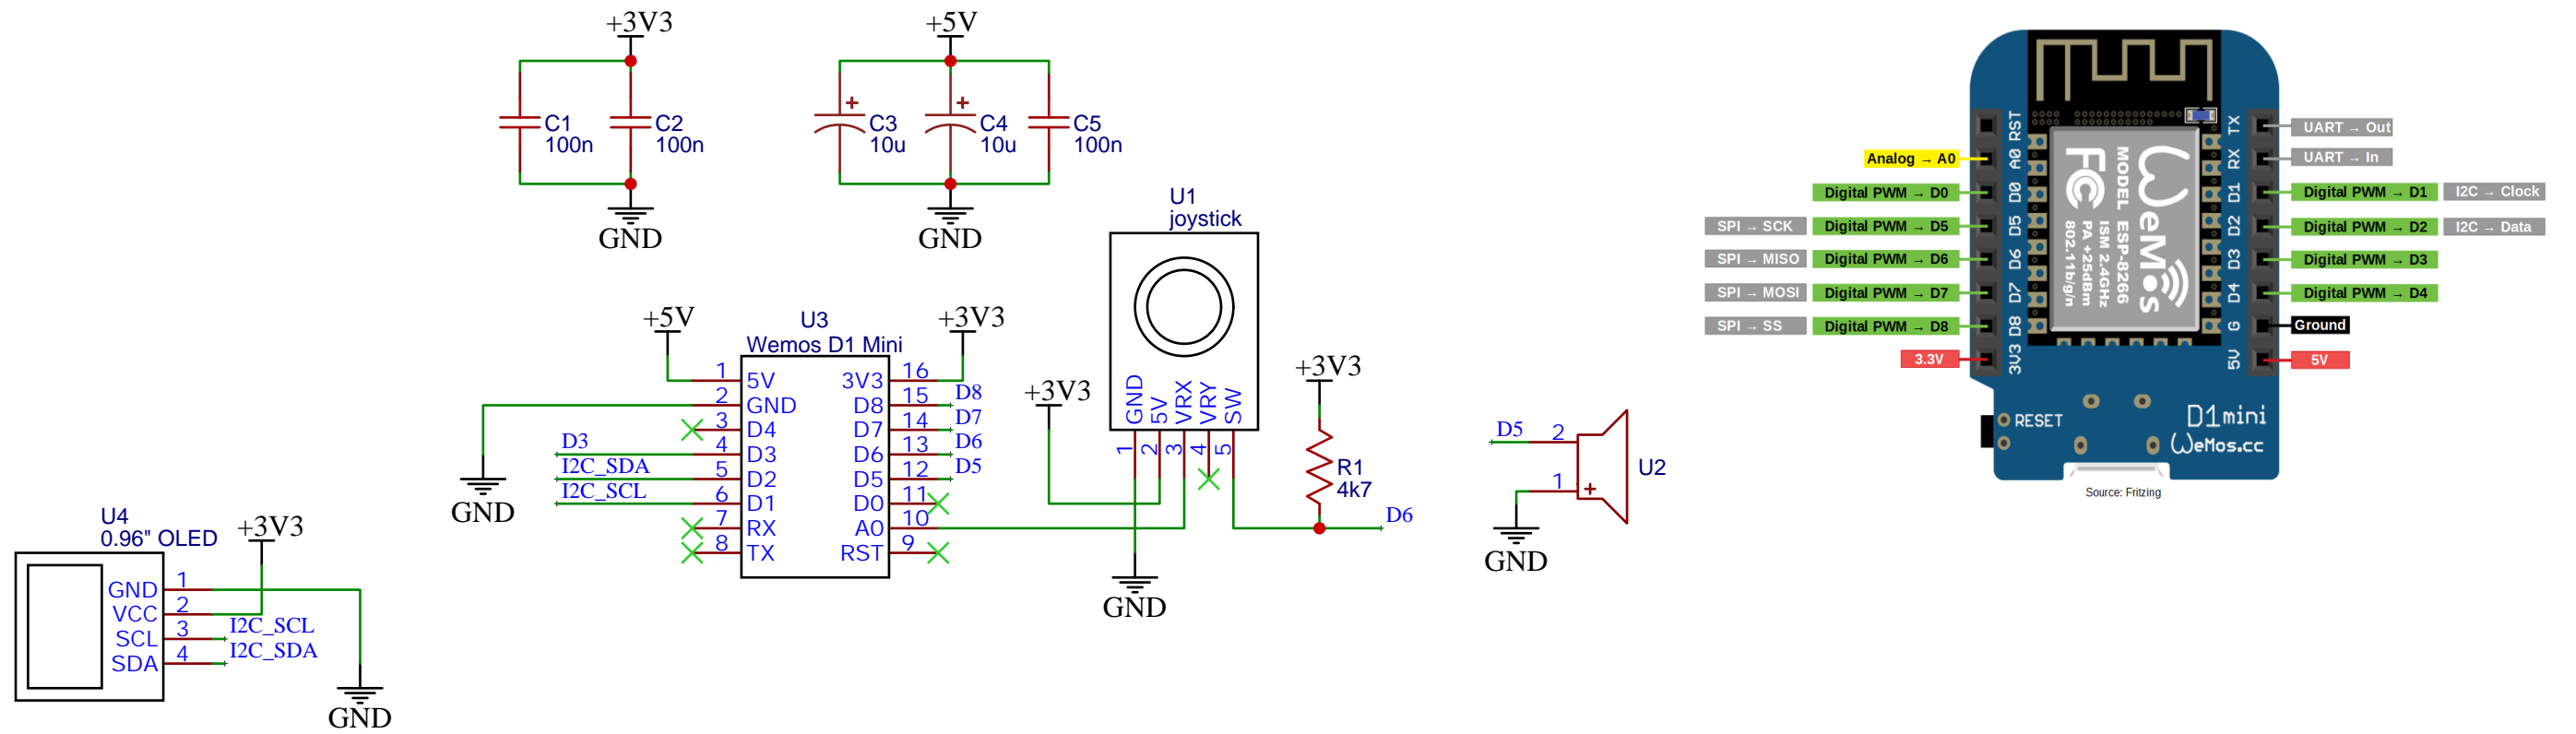 +3V3
C1
100n
C2
100n
GND
+5V
C3
10u
C4
10u
C5
100n
GND
U1
joystick
GND
5V
VRX
VRY
SW
1
2
3
4
5
+3V3
GND
+3V3
R1
4k7
D6
+5V
U3
Wemos D1 Mini
+3V3
1 5V
2 GND
3 D4
D3 4 D3
I2C_SDA 5 D2
I2C_SCL 6 D1
7 RX
8 TX
3V3 16
D8 15 D8
D7 14 D7
D6 13 D6
D5 12 D5
D0 11
A0 10
RST 9
GND
U4
0.96" OLED
+3V3
GND 1
VCC 2
SCL 3 I2C_SCL
SDA 4 I2C_SDA
GND
D5 2
1
+
U2
GND
RST
A0
D0
D5
D6
D7
D8
3V3
TX
RX
D1
D2
D3
D4
G
5V
Analog → A0
Digital PWM → D0
SPI → SCK Digital PWM → D5
SPI → MISO Digital PWM → D6
SPI → MOSI Digital PWM → D7
SPI → SS Digital PWM → D8
3.3V
UART → Out
UART → In
Digital PWM → D1 I2C → Clock
Digital PWM → D2 I2C → Data
Digital PWM → D3
Digital PWM → D4
Ground
5V
WeMos
FC
MODEL ESP-8266
ISM 2.4GHz
PA +25dBm
802.11b/g/n
RESET
D1 mini
WeMos.cc
Source: Fritzing